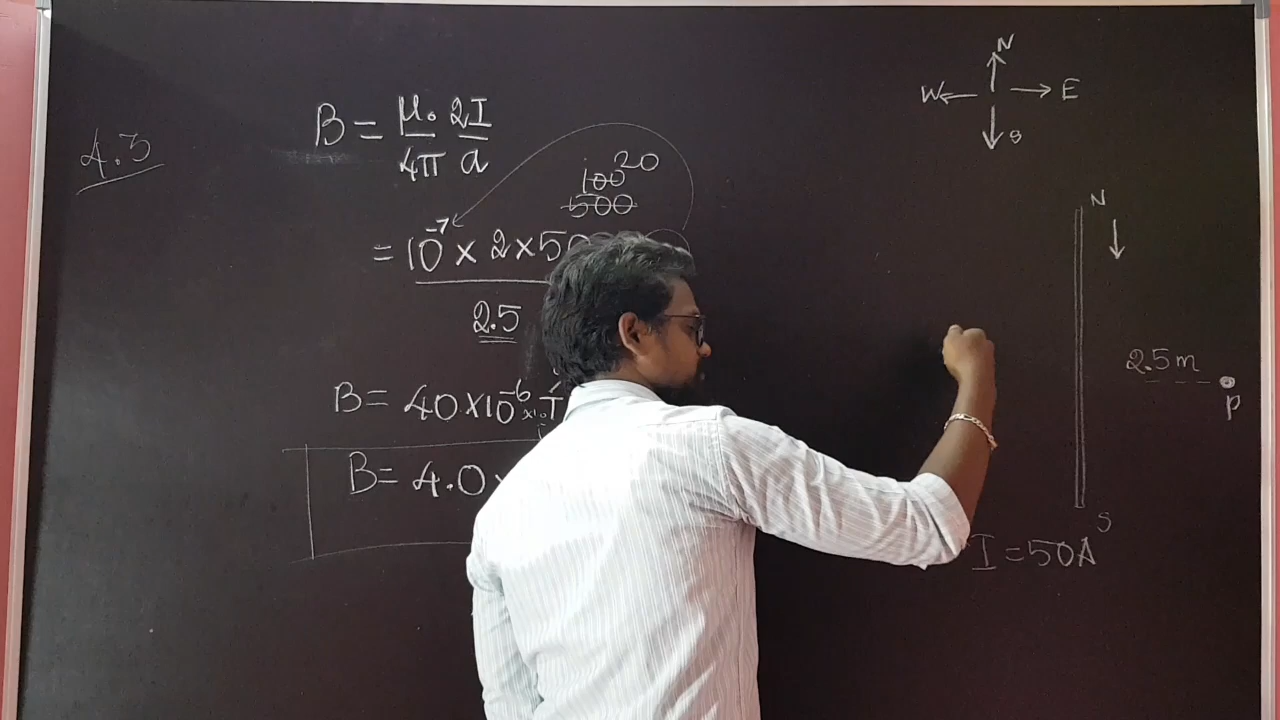 4.3
B = μ₀/4π 2I/a
100 20
500
= 10⁻⁷ × 2 × 50
2.5
B = 40 × 10⁻⁶
B = 4.0
N
W E
S
N
2.5m
P
S
I = 50A